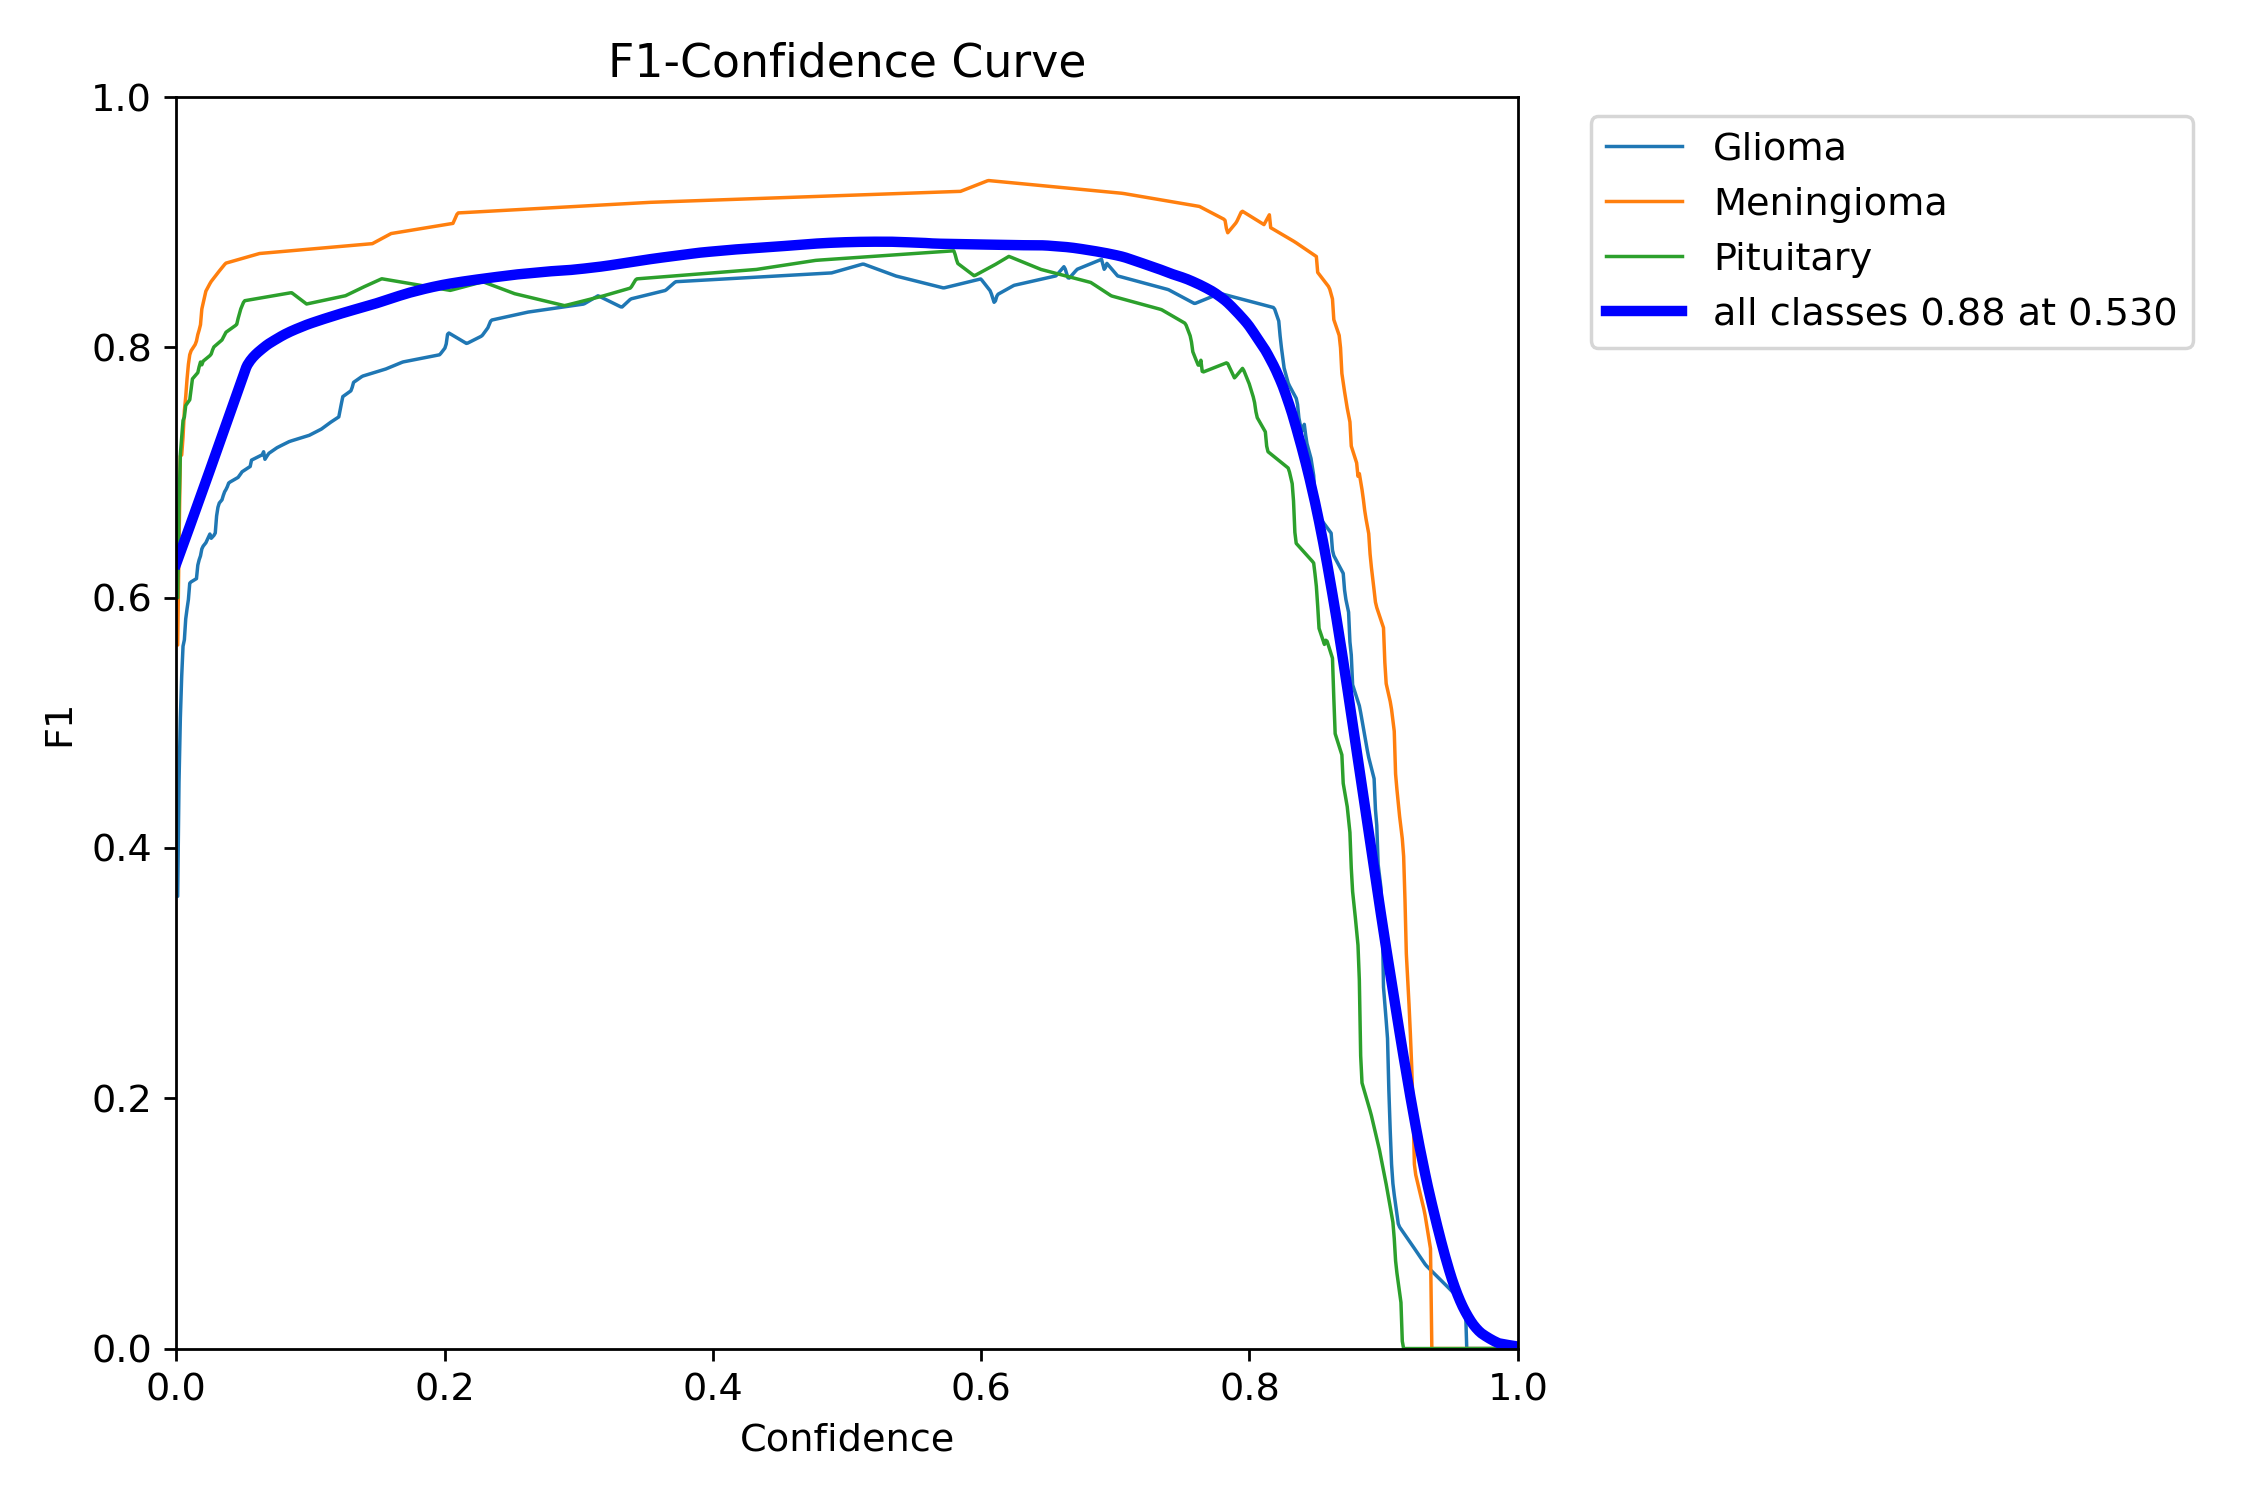 F1-Confidence Curve
1.0
0.8
0.6
0.4
0.2
0.0
F1
0.0 0.2 0.4 0.6 0.8 1.0
Confidence
Glioma
Meningioma
Pituitary
all classes 0.88 at 0.530